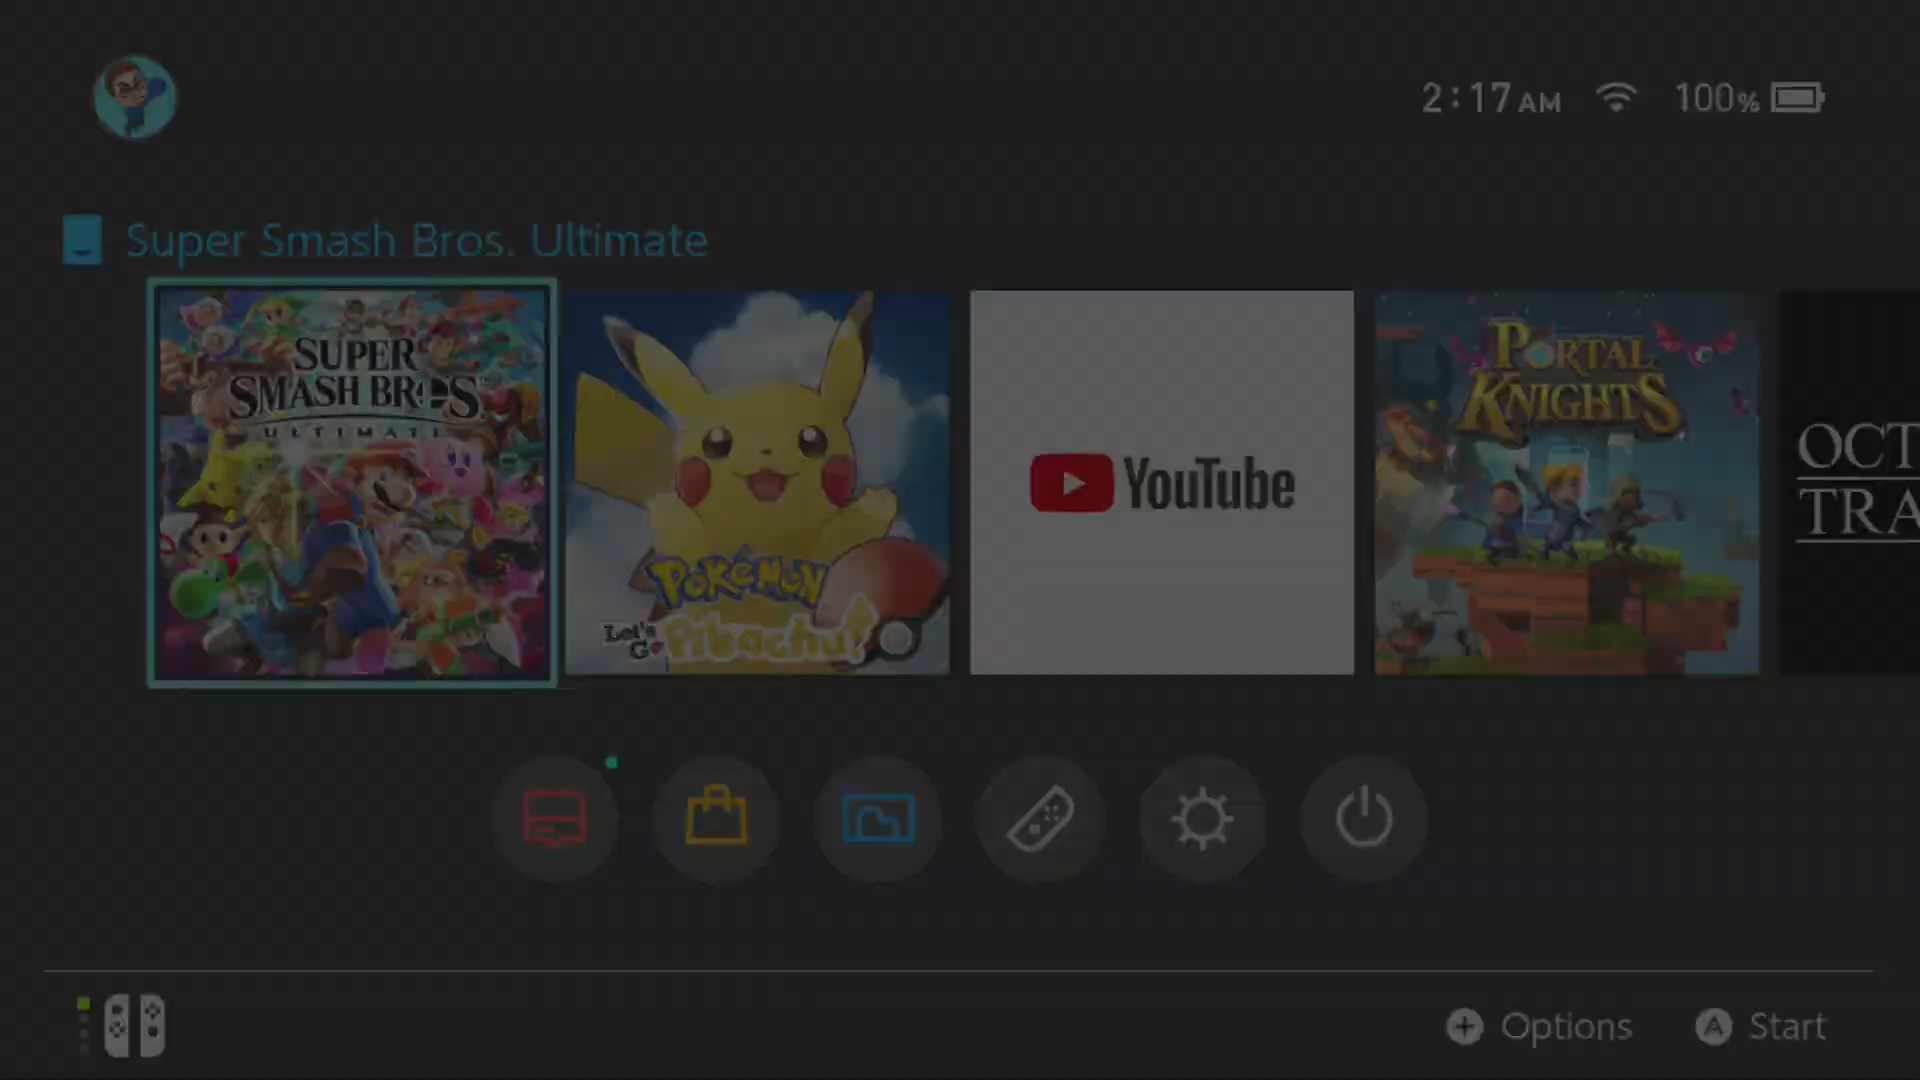 2:17 AM 100%
Super Smash Bros. Ultimate
SUPER
SMASH BROS.
ULTIMATE
POKÉMON
Let's Go Pikachu!
YouTube
PORTAL
KNIGHTS
OCT
TRA
Options
A Start